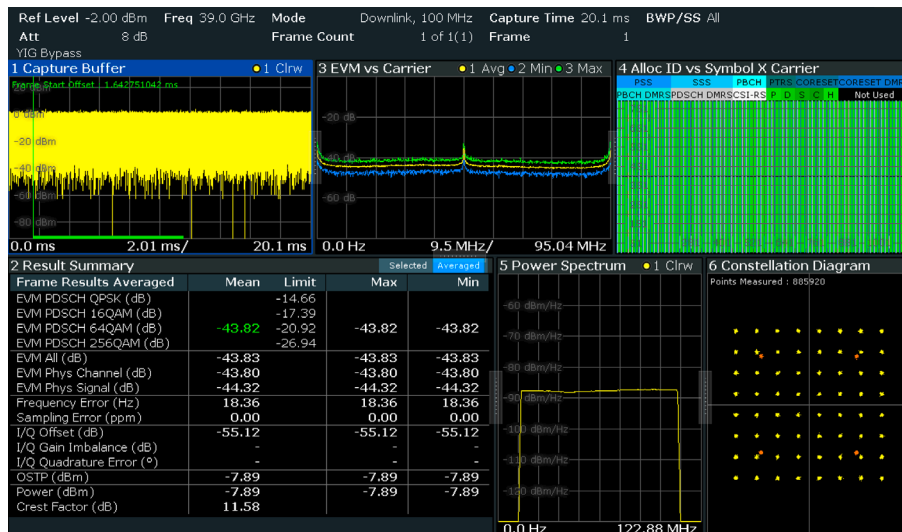 Ref Level -2.00 dBm Freq 39.0 GHz Mode Downlink, 100 MHz Capture Time 20.1 ms BWP/SS All
Att 8 dB Frame Count 1 of 1(1) Frame 1
YIG Bypass
1 Capture Buffer 1 Clrw
Frame Start Offset : 1.642751042 ms
0 dBm
-20 dBm
-40 dBm
-60 dBm
-80 dBm
0.0 ms 2.01 ms/ 20.1 ms
3 EVM vs Carrier 1 Avg 2 Min 3 Max
-20 dB
-40 dB
-60 dB
0.0 Hz 9.5 MHz/ 95.04 MHz
4 Alloc ID vs Symbol X Carrier
PSS SSS PBCH PTRS CORESET CORESET DMR
PBCH DMRS PDSCH DMRS CSI-RS P D S C H Not Used
2 Result Summary Selected Averaged
Frame Results Averaged Mean Limit Max Min
EVM PDSCH QPSK (dB) -14.66
EVM PDSCH 16QAM (dB) -17.39
EVM PDSCH 64QAM (dB) -43.82 -20.92 -43.82 -43.82
EVM PDSCH 256QAM (dB) -26.94
EVM All (dB) -43.83 -43.83 -43.83
EVM Phys Channel (dB) -43.80 -43.80 -43.80
EVM Phys Signal (dB) -44.32 -44.32 -44.32
Frequency Error (Hz) 18.36 18.36 18.36
Sampling Error (ppm) 0.00 0.00 0.00
I/Q Offset (dB) -55.12 -55.12 -55.12
I/Q Gain Imbalance (dB) - - -
I/Q Quadrature Error (°) - - -
OSTP (dBm) -7.89 -7.89 -7.89
Power (dBm) -7.89 -7.89 -7.89
Crest Factor (dB) 11.58
5 Power Spectrum 1 Clrw
-60 dBm/Hz
-70 dBm/Hz
-80 dBm/Hz
-90 dBm/Hz
-100 dBm/Hz
-110 dBm/Hz
-120 dBm/Hz
0.0 Hz 122.88 MHz
6 Constellation Diagram
Points Measured : 885920